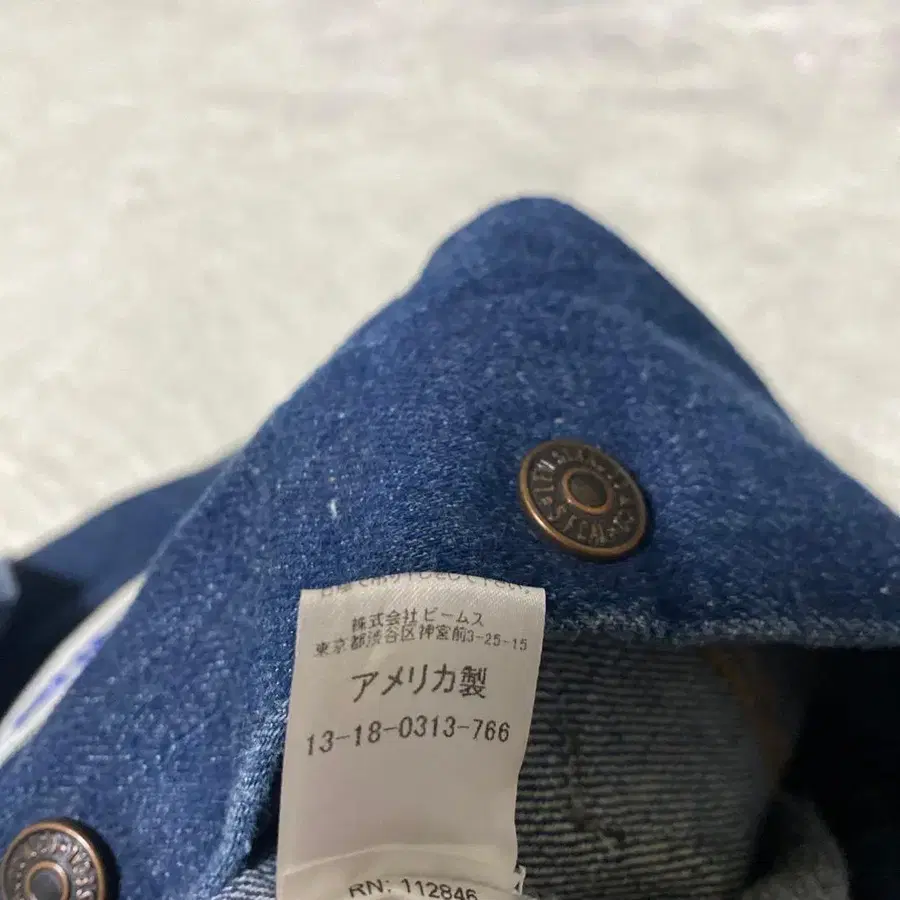 株式会社ビームス
東京都渋谷区神宮前3-25-15
アメリカ製
13-18-0313-766
RN: 112846